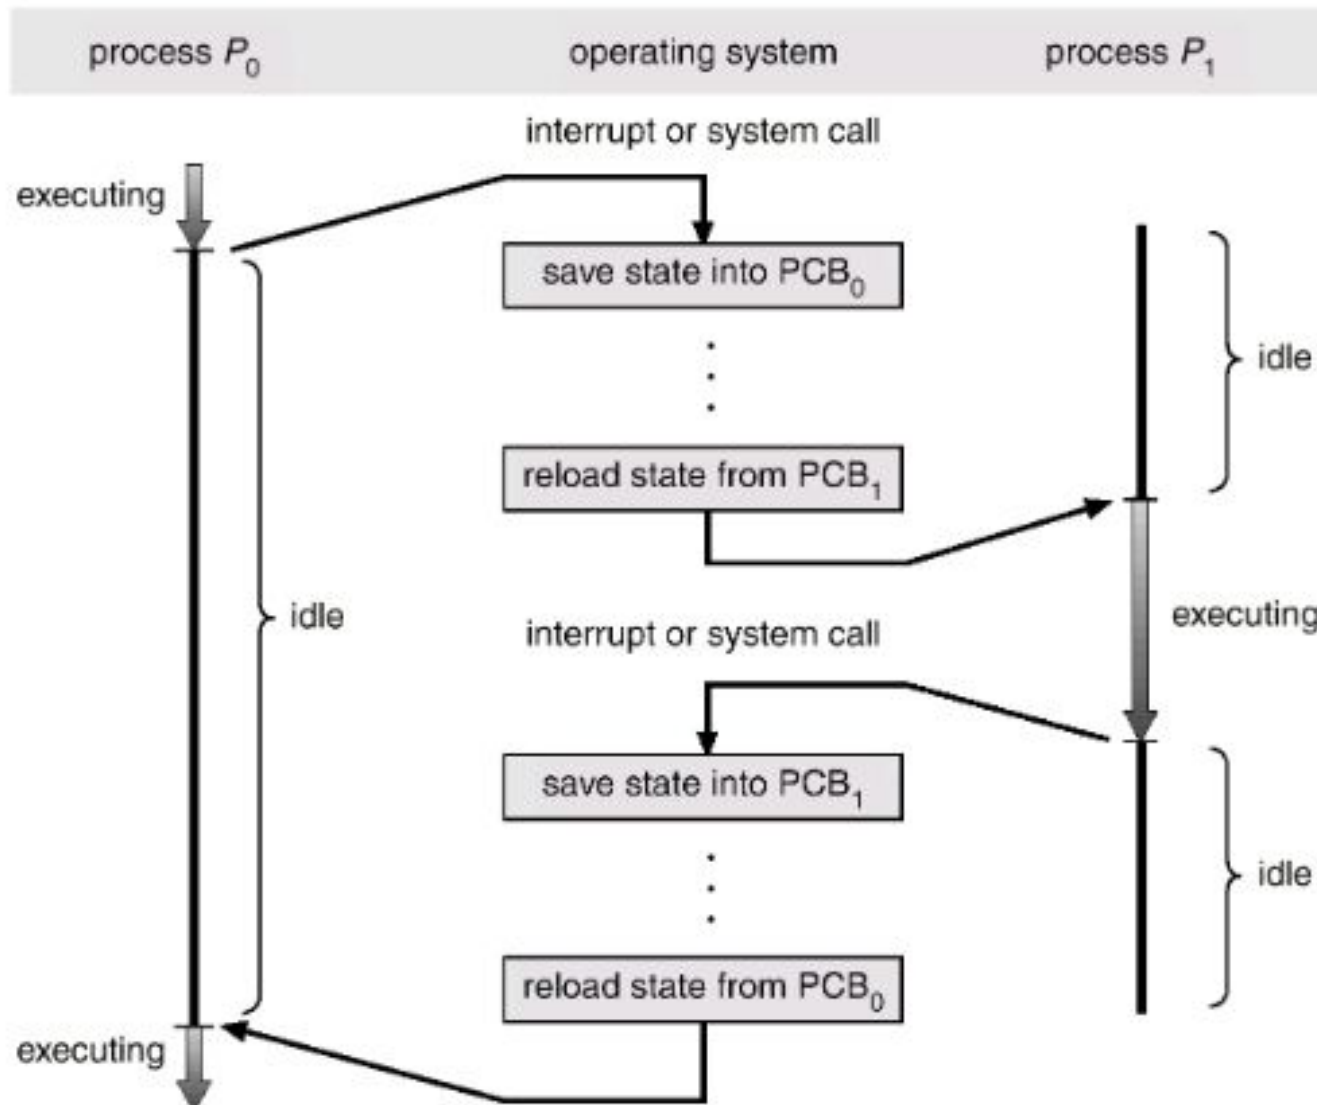 process P₀ operating system process P₁
interrupt or system call
executing
save state into PCB₀
idle
reload state from PCB₁
idle
interrupt or system call
executing
save state into PCB₁
idle
reload state from PCB₀
executing